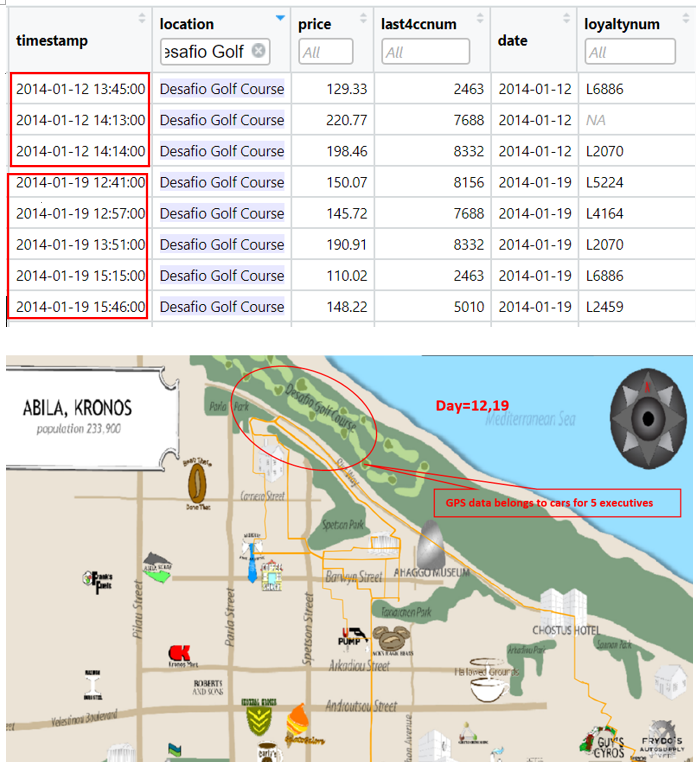 timestamp location price last4ccnum date loyaltynum
esafio Golf All All All
2014-01-12 13:45:00 Desafio Golf Course 129.33 2463 2014-01-12 L6886
2014-01-12 14:13:00 Desafio Golf Course 220.77 7688 2014-01-12 NA
2014-01-12 14:14:00 Desafio Golf Course 198.46 8332 2014-01-12 L2070
2014-01-19 12:41:00 Desafio Golf Course 150.07 8156 2014-01-19 L5224
2014-01-19 12:57:00 Desafio Golf Course 145.72 7688 2014-01-19 L4164
2014-01-19 13:51:00 Desafio Golf Course 190.91 8332 2014-01-19 L2070
2014-01-19 15:15:00 Desafio Golf Course 110.02 2463 2014-01-19 L6886
2014-01-19 15:46:00 Desafio Golf Course 148.22 5010 2014-01-19 L2459
ABILA, KRONOS
population 233,900
Parla Park
Desafio Golf Course
Day=12,19
Mediterranean Sea
GPS data belongs to cars for 5 executives
Carnero Street
Spetson Park
Barwyn Street
AHAGGO MUSEUM
Frank's Fuel
Pilau Street
Parla Street
Spetson Street
Taxiarchon Park
CHOSTUS HOTEL
PUMP
Arkadiou Park
Sannan Park
Kronos Mart
Arkadiou Street
Hallowed Grounds
ROBERTS
AND SONS
Androutsou Street
Velestinou Boulevard
GENERAL GROCER
GUY'S
GYROS
FRYDO'S
AUTOSUPPLY